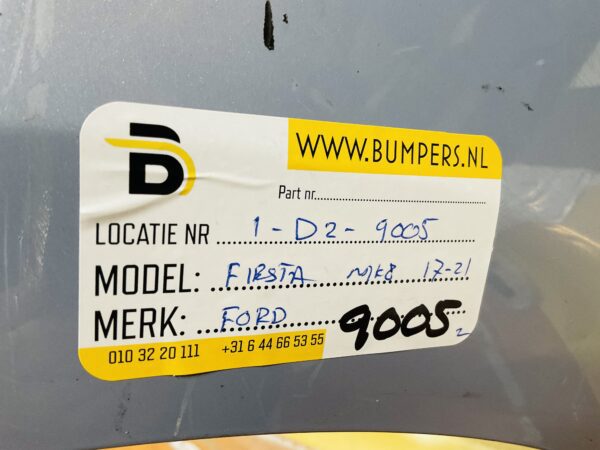 D
WWW.BUMPERS.NL
Part nr.
LOCATIE NR 1-D2-9005
MODEL: FIRSTA MK8 17-21
MERK: FORD 9005
010 32 20 111 +31 6 44 66 53 55